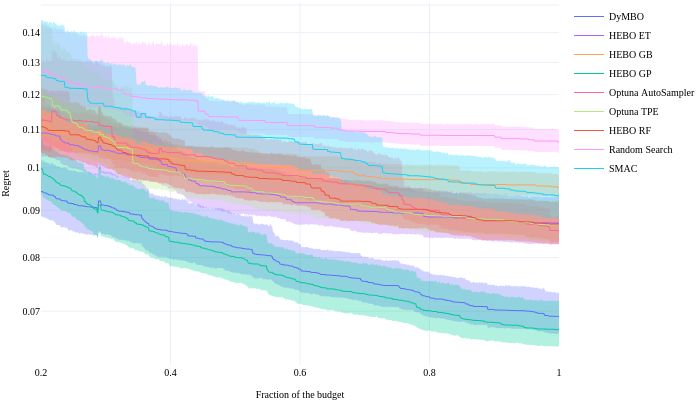 0.14
0.13
0.12
0.11
0.1
0.09
0.08
0.07
Regret
0.2 0.4 0.6 0.8 1
Fraction of the budget
DyMBO
HEBO ET
HEBO GB
HEBO GP
Optuna AutoSampler
Optuna TPE
HEBO RF
Random Search
SMAC